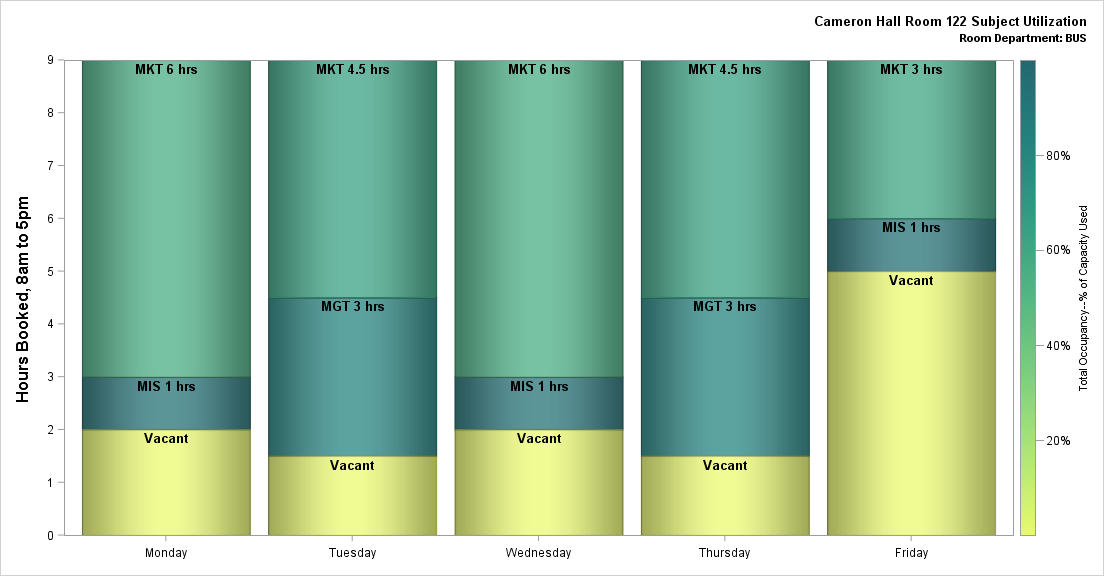 Cameron Hall Room 122 Subject Utilization
Room Department: BUS
Hours Booked, 8am to 5pm
9
8
7
6
5
4
3
2
1
0
MKT 6 hrs
MIS 1 hrs
Vacant
Monday
MKT 4.5 hrs
MGT 3 hrs
Vacant
Tuesday
MKT 6 hrs
MIS 1 hrs
Vacant
Wednesday
MKT 4.5 hrs
MGT 3 hrs
Vacant
Thursday
MKT 3 hrs
MIS 1 hrs
Vacant
Friday
80%
60%
40%
20%
Total Occupancy--% of Capacity Used